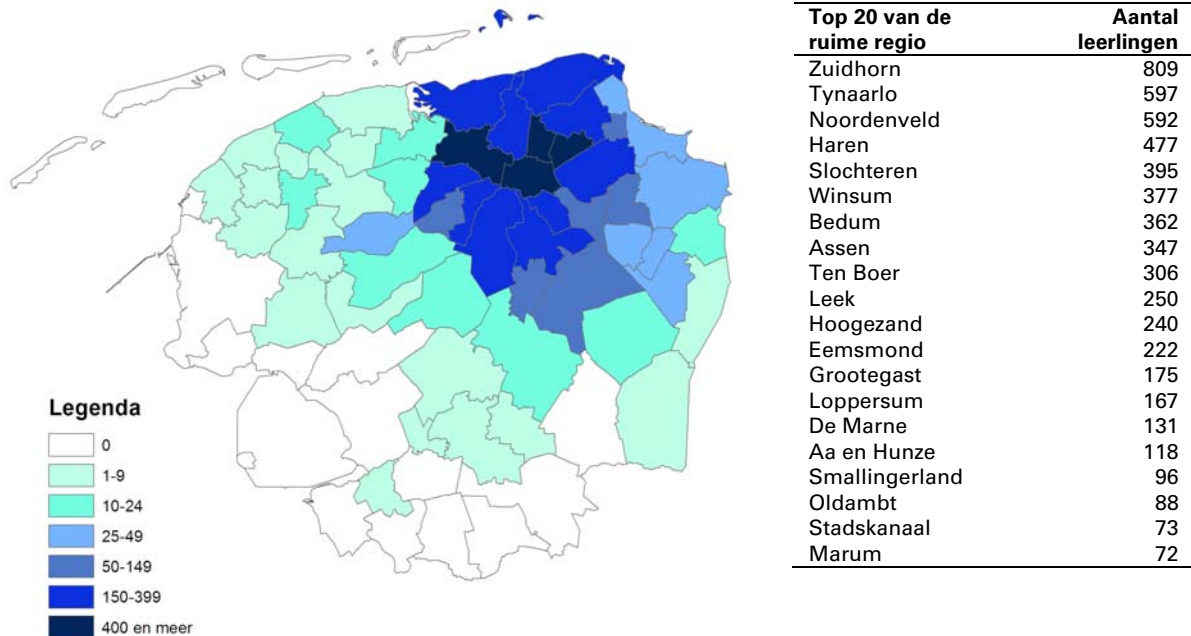 Top 20 van de Aantal
ruime regio leerlingen
Zuidhorn 809
Tynaarlo 597
Noordenveld 592
Haren 477
Slochteren 395
Winsum 377
Bedum 362
Assen 347
Ten Boer 306
Leek 250
Hoogezand 240
Eemsmond 222
Grootegast 175
Loppersum 167
De Marne 131
Aa en Hunze 118
Smallingerland 96
Oldambt 88
Stadskanaal 73
Marum 72
Legenda
0
1-9
10-24
25-49
50-149
150-399
400 en meer